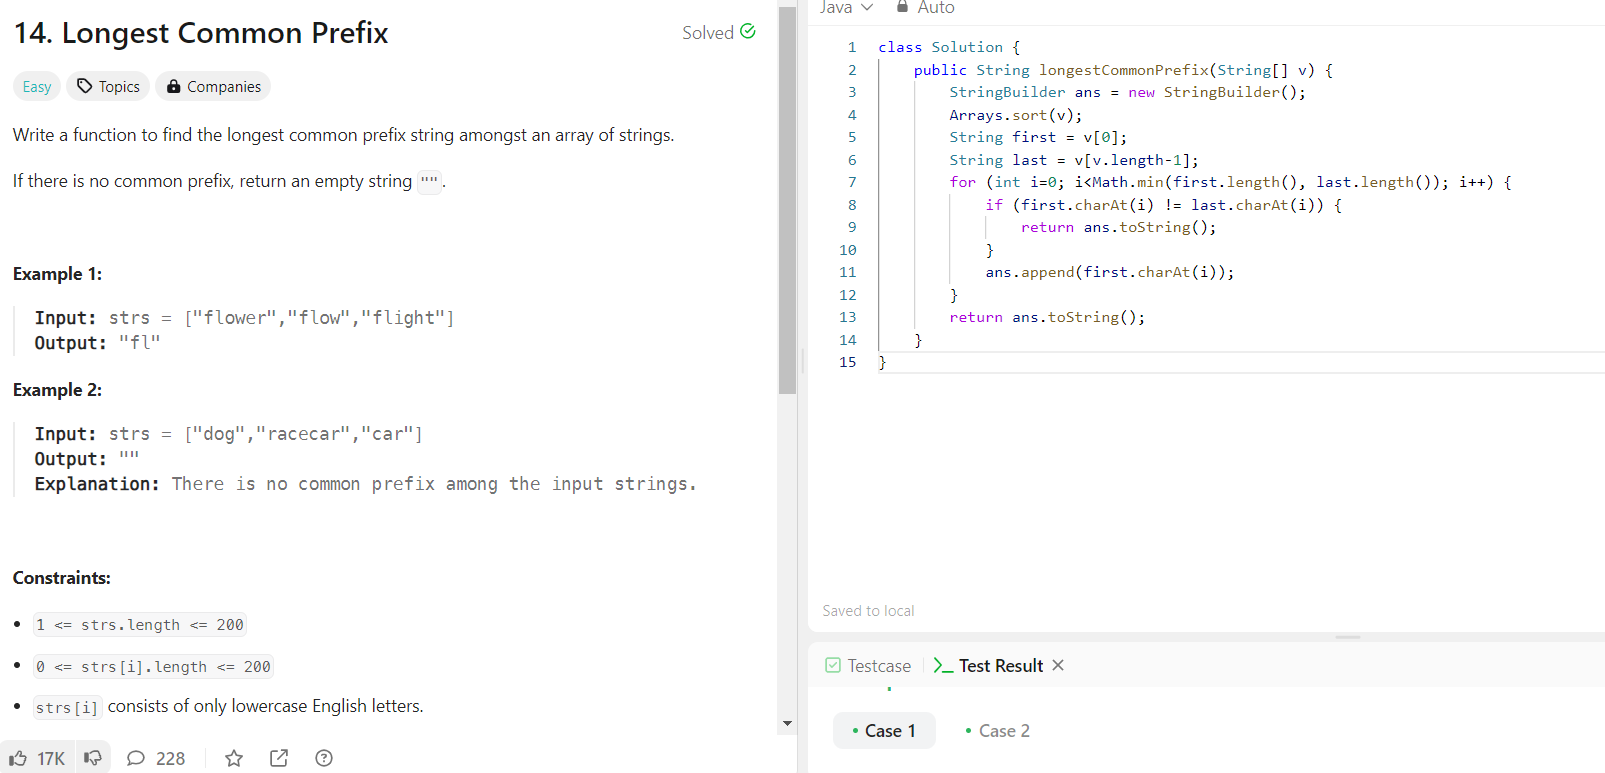 14. Longest Common Prefix
Solved
Easy Topics Companies
Write a function to find the longest common prefix string amongst an array of strings.
If there is no common prefix, return an empty string "".
Example 1:
Input: strs = ["flower","flow","flight"]
Output: "fl"
Example 2:
Input: strs = ["dog","racecar","car"]
Output: ""
Explanation: There is no common prefix among the input strings.
Constraints:
• 1 <= strs.length <= 200
• 0 <= strs[i].length <= 200
• strs[i] consists of only lowercase English letters.
17K 228
Java Auto
1 class Solution {
2     public String longestCommonPrefix(String[] v) {
3         StringBuilder ans = new StringBuilder();
4         Arrays.sort(v);
5         String first = v[0];
6         String last = v[v.length-1];
7         for (int i=0; i<Math.min(first.length(), last.length()); i++) {
8             if (first.charAt(i) != last.charAt(i)) {
9                 return ans.toString();
10             }
11             ans.append(first.charAt(i));
12         }
13         return ans.toString();
14     }
15 }
Saved to local
Testcase >_ Test Result ×
• Case 1 • Case 2